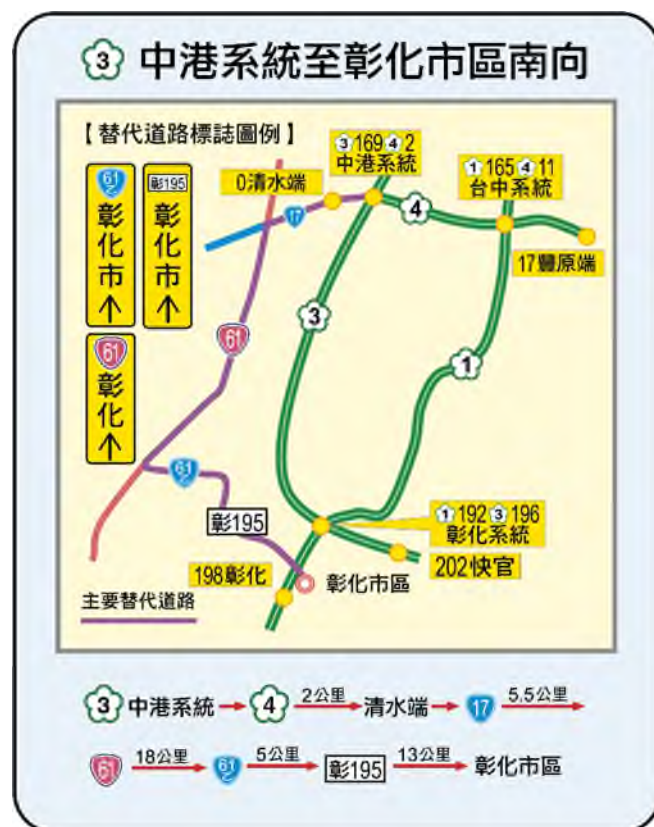 3 中港系統至彰化市區南向
【替代道路標誌圖例】
61乙
彰化市↑
彰195
彰化市↑
61
彰化↑
3 169 4 2
中港系統
0清水端
17
4
1 165 4 11
台中系統
17豐原端
3
61
1
61乙
彰195
1 192 3 196
彰化系統
202快官
198彰化
彰化市區
主要替代道路
3 中港系統 → 4 2公里 → 清水端 → 17 5.5公里 →
61 18公里 → 61乙 5公里 → 彰195 13公里 → 彰化市區